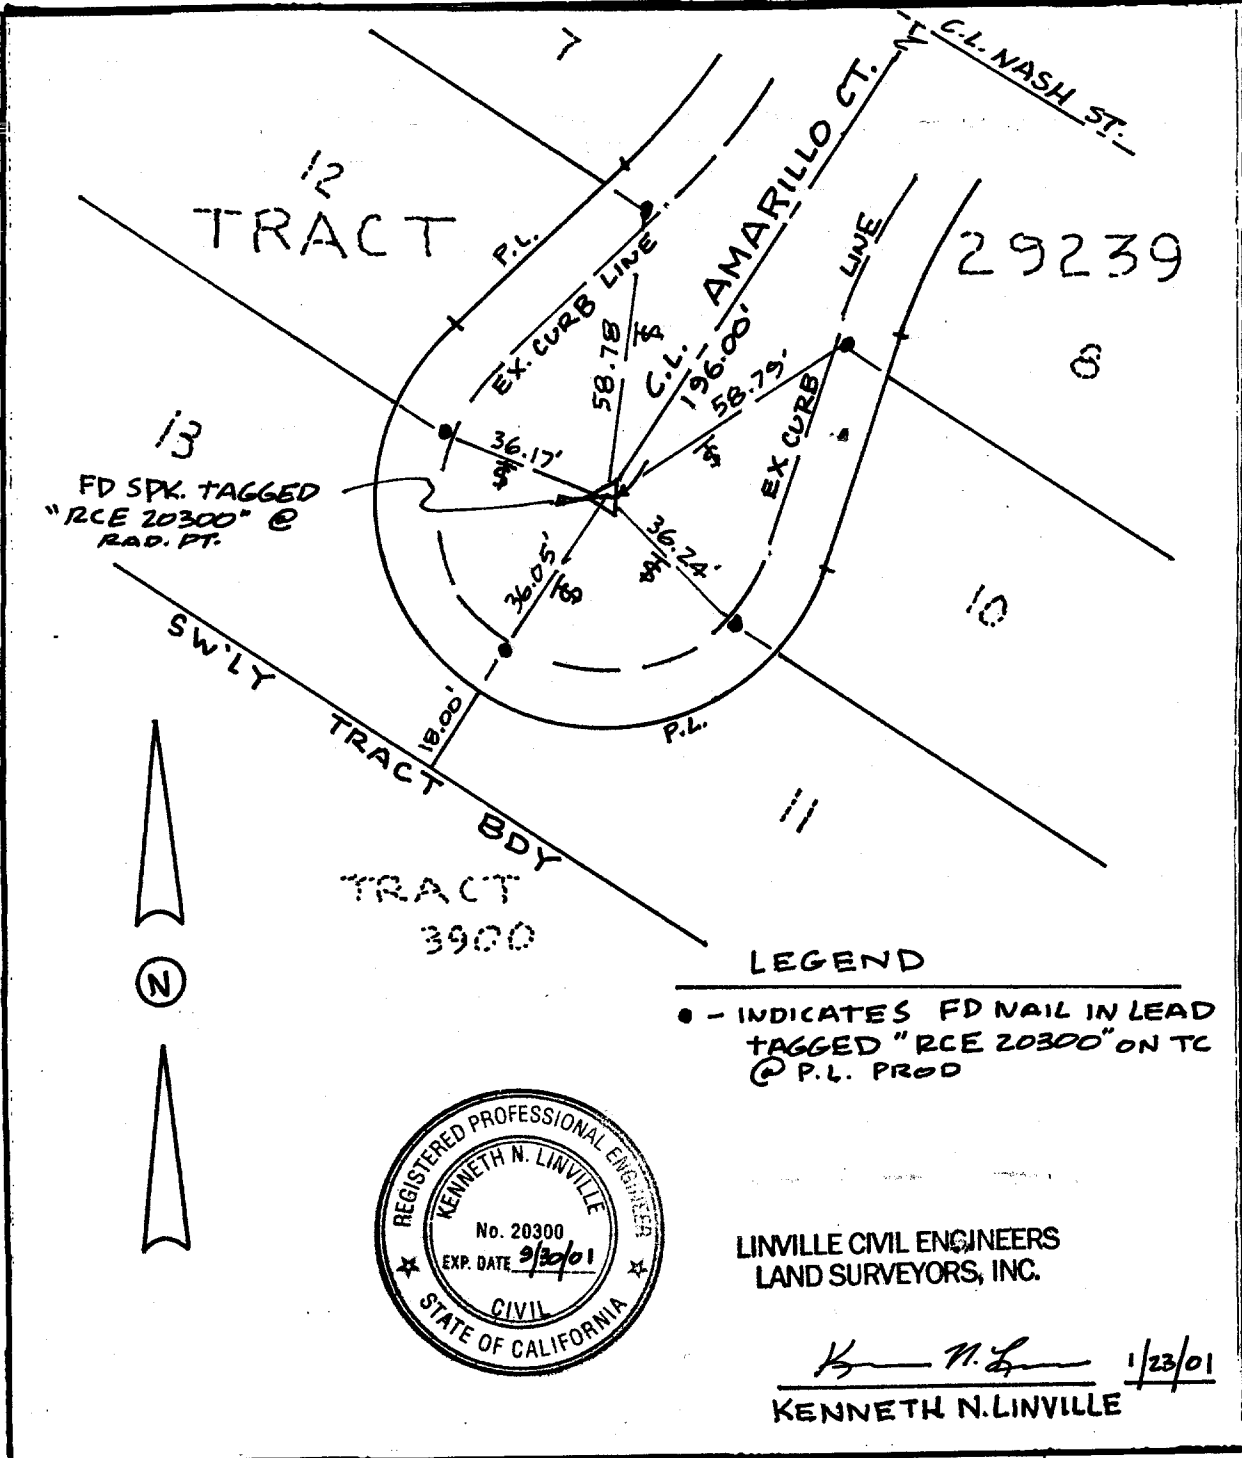 7
C.L. NASH ST.
12
TRACT
29239
P.L.
EX. CURB LINE
C.L. AMARILLO CT.
196.00'
LINE
EX CURB
8
58.78
58.79'
13
36.17'
FD SPK. TAGGED
"RCE 20300" @
RAD. PT.
36.05'
36.24'
10
SW'LY TRACT BDY
18.00'
P.L.
11
TRACT
3900
N
LEGEND
● - INDICATES FD NAIL IN LEAD
TAGGED "RCE 20300" ON TC
@ P.L. PROD
REGISTERED PROFESSIONAL ENGINEER
KENNETH N. LINVILLE
No. 20300
EXP. DATE 9/30/01
CIVIL
STATE OF CALIFORNIA
LINVILLE CIVIL ENGINEERS
LAND SURVEYORS, INC.
1/23/01
KENNETH N. LINVILLE